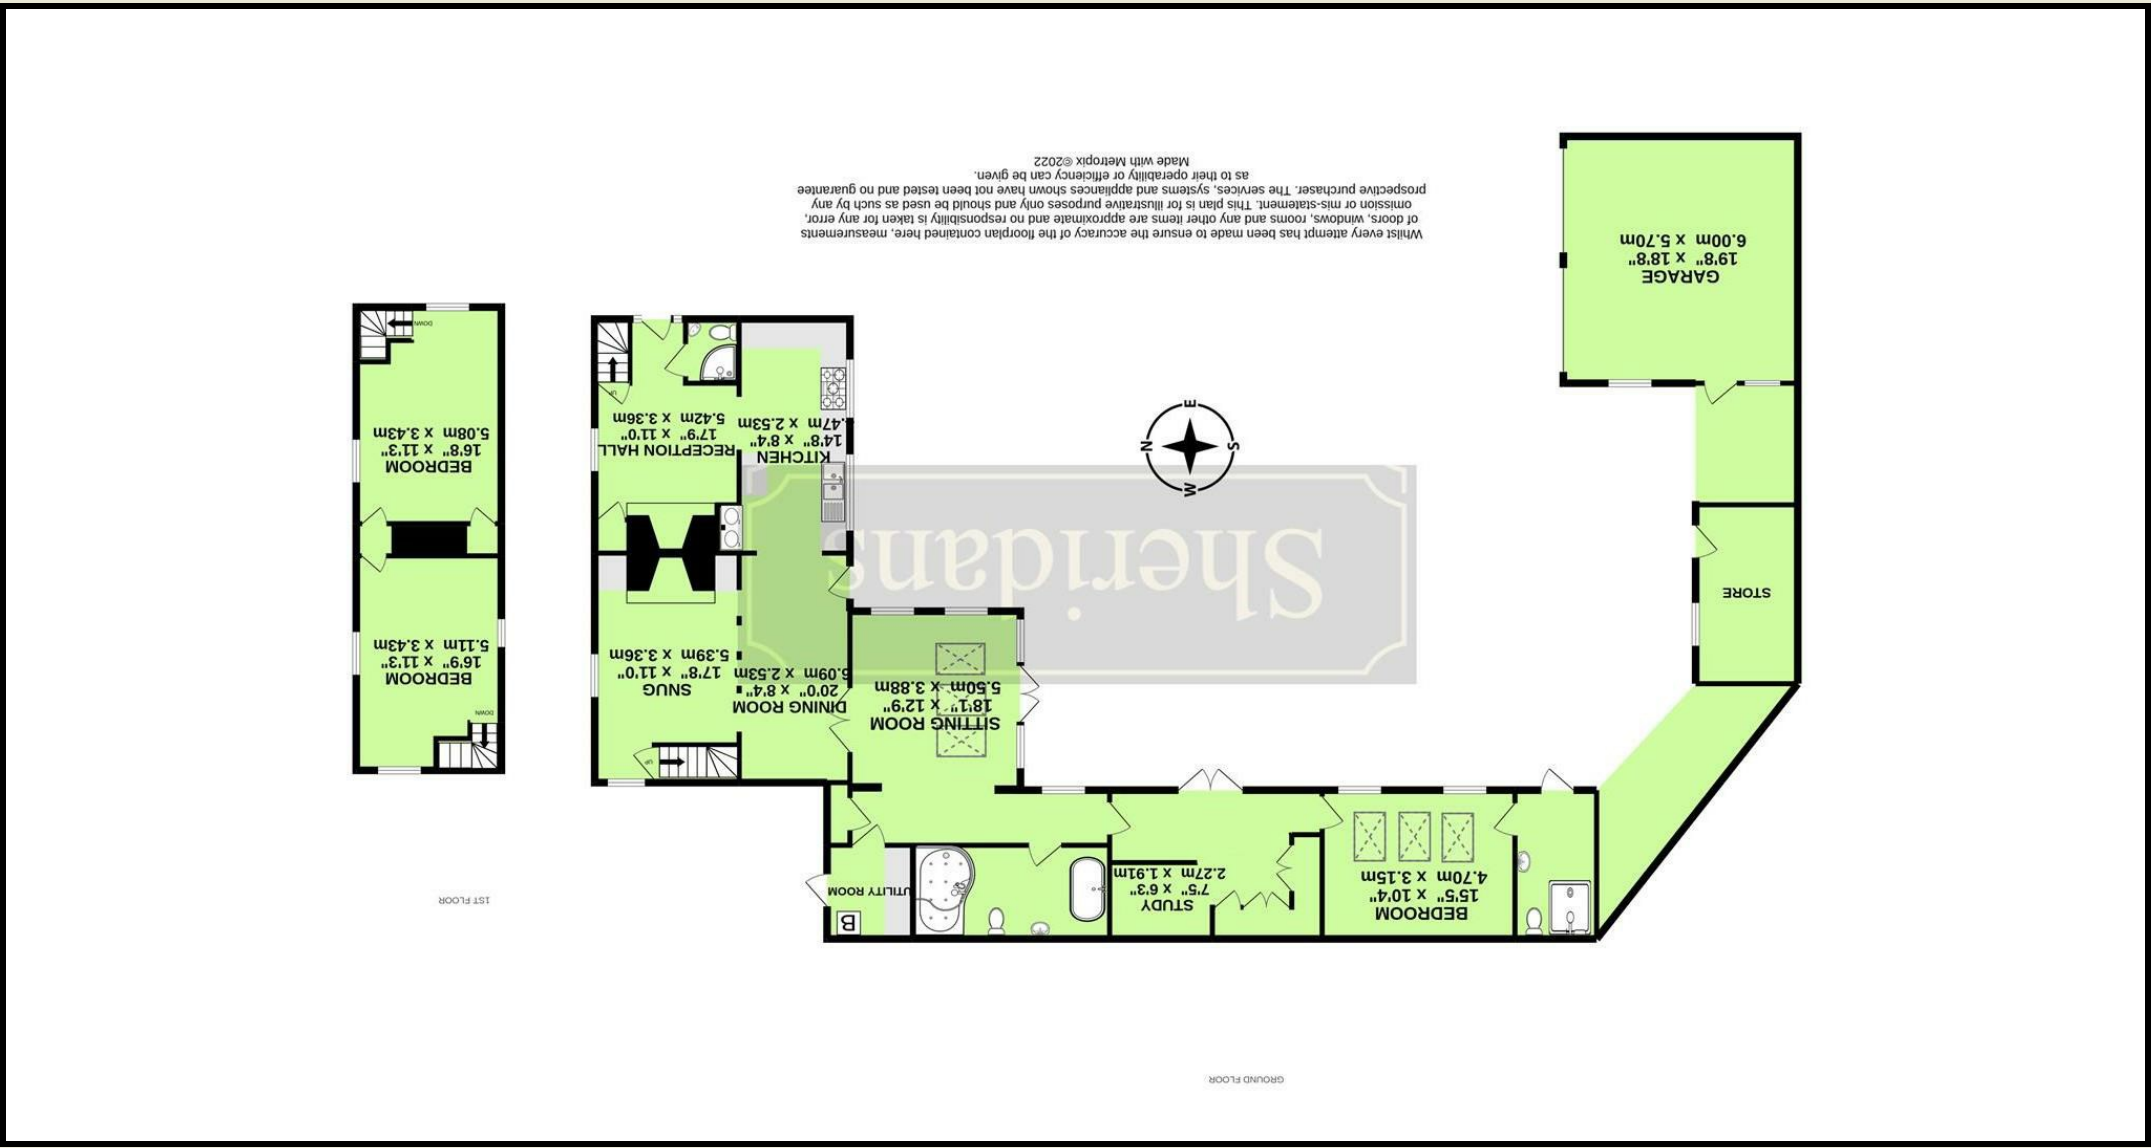 GROUND FLOOR
1ST FLOOR
BEDROOM
15'5" x 10'4"
4.70m x 3.15m
STUDY
7'5" x 6'3"
2.27m x 1.91m
B
UTILITY ROOM
UP
DOWN
STORE
SITTING ROOM
18'1" x 12'9"
5.50m x 3.88m
DINING ROOM
20'0" x 8'4"
6.09m x 2.53m
SNUG
17'8" x 11'0"
5.39m x 3.36m
BEDROOM
16'9" x 11'3"
5.11m x 3.43m
Sheridans
W
S
N
E
KITCHEN
14'8" x 8'4"
4.47m x 2.53m
RECEPTION HALL
17'9" x 11'0"
5.42m x 3.36m
UP
BEDROOM
16'8" x 11'3"
5.08m x 3.43m
DOWN
GARAGE
19'8" x 18'8"
6.00m x 5.70m
Whilst every attempt has been made to ensure the accuracy of the floorplan contained here, measurements
of doors, windows, rooms and any other items are approximate and no responsibility is taken for any error,
omission or mis-statement. This plan is for illustrative purposes only and should be used as such by any
prospective purchaser. The services, systems and appliances shown have not been tested and no guarantee
as to their operability or efficiency can be given.
Made with Metropix ©2022